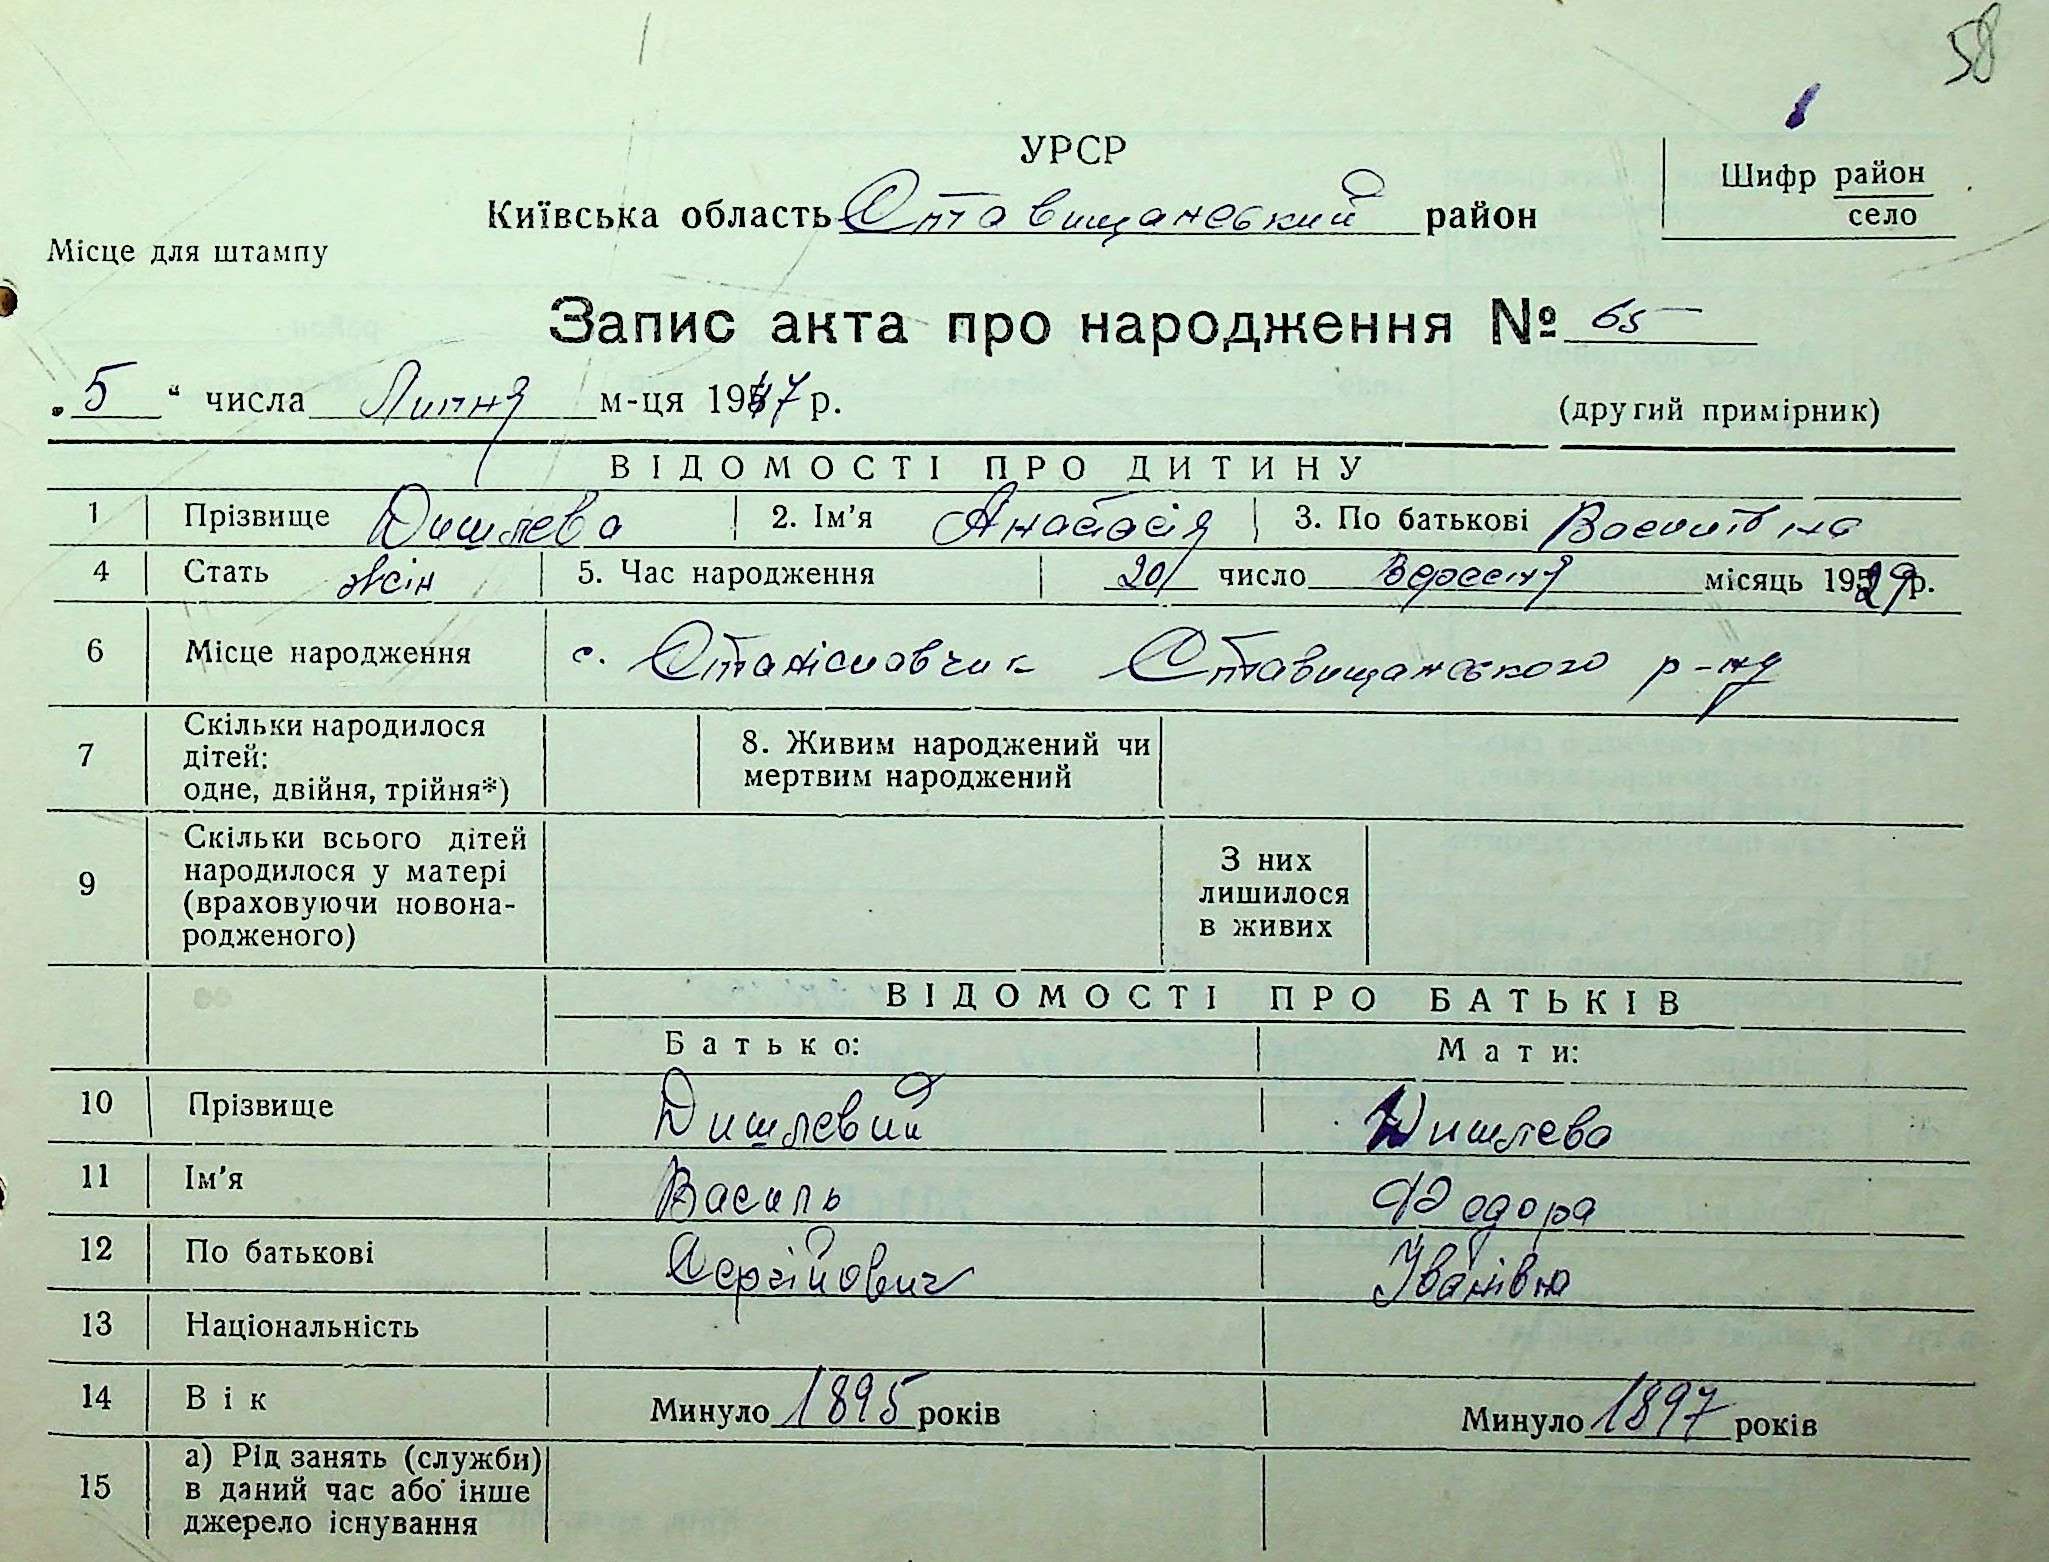 58
УРСР
Шифр район
село
Київська область Ставищанський район
Місце для штампу
Запис акта про народження № 65
„5“ числа Липня м-ця 1947 р.
(другий примірник)
ВІДОМОСТІ ПРО ДИТИНУ
1 Прізвище Дишлева 2. Ім'я Анастасія 3. По батькові Василівна
4 Стать жін 5. Час народження 20 число Вересня місяць 1929 р.
6 Місце народження с. Станіславчик Ставищанського р-ну
7 Скільки народилося дітей: одне, двійня, трійня*) 8. Живим народжений чи мертвим народжений
9 Скільки всього дітей народилося у матері (враховуючи новонародженого) З них лишилося в живих
ВІДОМОСТІ ПРО БАТЬКІВ
Батько: Мати:
10 Прізвище Дишлевий Дишлева
11 Ім'я Василь Федора
12 По батькові Сергійович Іванівна
13 Національність
14 Вік Минуло 1895 років Минуло 1897 років
15 а) Рід занять (служби) в даний час або інше джерело існування